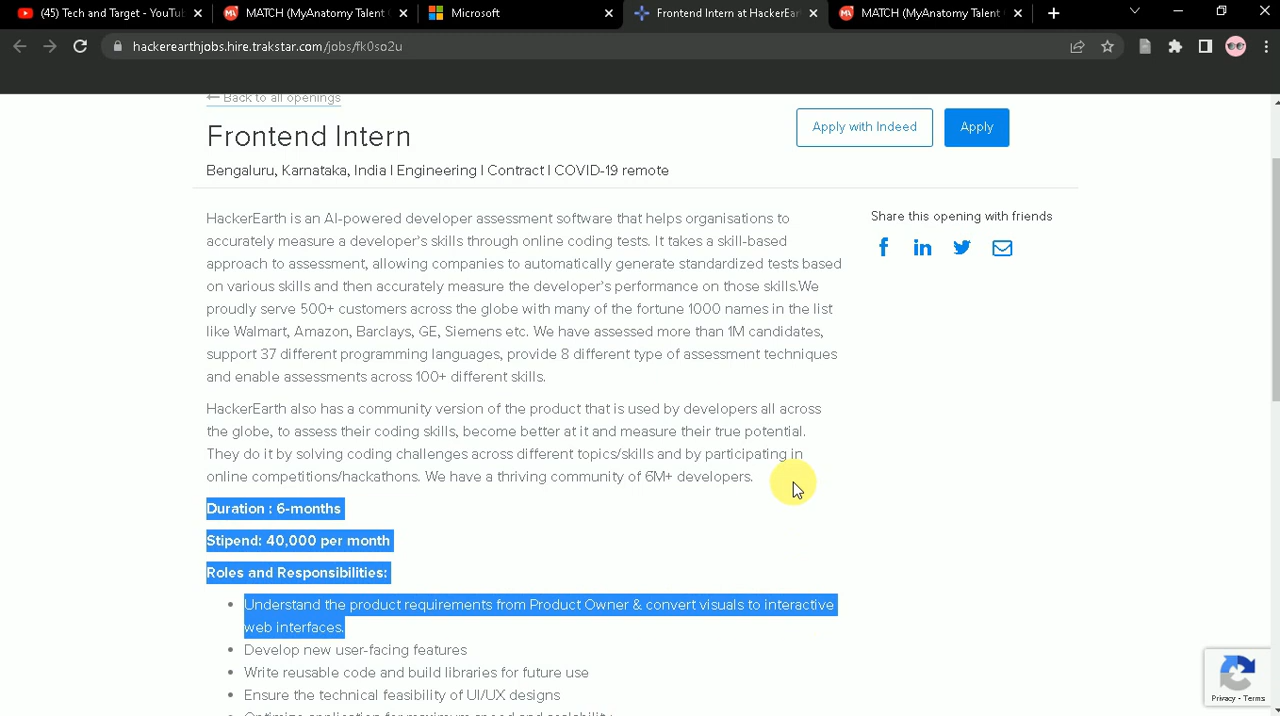 (45) Tech and Target - YouTu
MATCH (MyAnatomy Talent C
Microsoft
Frontend Intern at HackerEar
MATCH (MyAnatomy Talent C
hackerearthjobs.hire.trakstar.com/jobs/fk0so2u
← Back to all openings
Frontend Intern
Apply with Indeed
Apply
Bengaluru, Karnataka, India | Engineering | Contract | COVID-19 remote
HackerEarth is an AI-powered developer assessment software that helps organisations to
accurately measure a developer's skills through online coding tests. It takes a skill-based
approach to assessment, allowing companies to automatically generate standardized tests based
on various skills and then accurately measure the developer's performance on those skills.We
proudly serve 500+ customers across the globe with many of the fortune 1000 names in the list
like Walmart, Amazon, Barclays, GE, Siemens etc. We have assessed more than 1M candidates,
support 37 different programming languages, provide 8 different type of assessment techniques
and enable assessments across 100+ different skills.
Share this opening with friends
HackerEarth also has a community version of the product that is used by developers all across
the globe, to assess their coding skills, become better at it and measure their true potential.
They do it by solving coding challenges across different topics/skills and by participating in
online competitions/hackathons. We have a thriving community of 6M+ developers.
Duration : 6-months
Stipend: 40,000 per month
Roles and Responsibilities:
• Understand the product requirements from Product Owner & convert visuals to interactive
web interfaces.
• Develop new user-facing features
• Write reusable code and build libraries for future use
• Ensure the technical feasibility of UI/UX designs
• Optimize application for maximum speed and scalability
Privacy - Terms